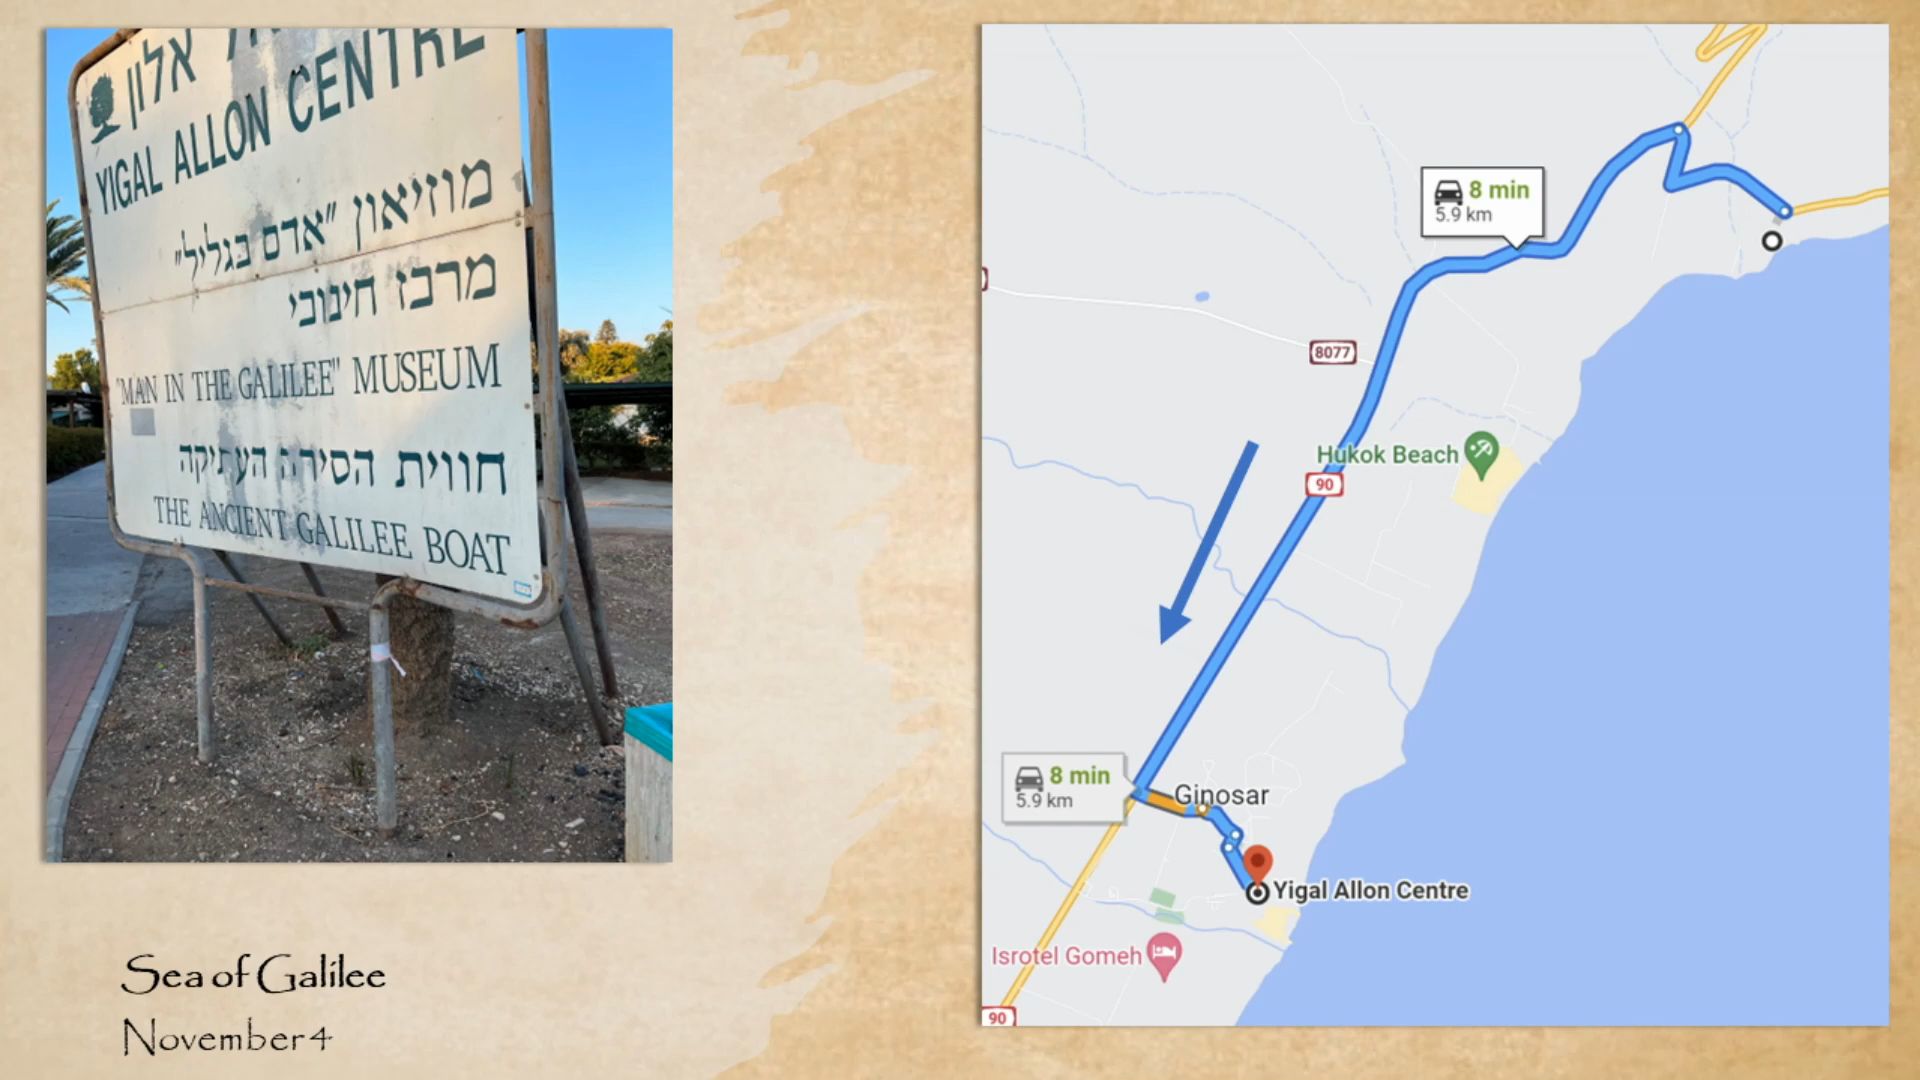 אלון
YIGAL ALLON CENTRE
מוזיאון "אדם בגליל"
מרכז חינוכי
"MAN IN THE GALILEE" MUSEUM
חווית הסירה העתיקה
THE ANCIENT GALILEE BOAT
Sea of Galilee
November 4
8 min
5.9 km
8077
Hukok Beach
90
8 min
5.9 km
Ginosar
Yigal Allon Centre
Isrotel Gomeh
90